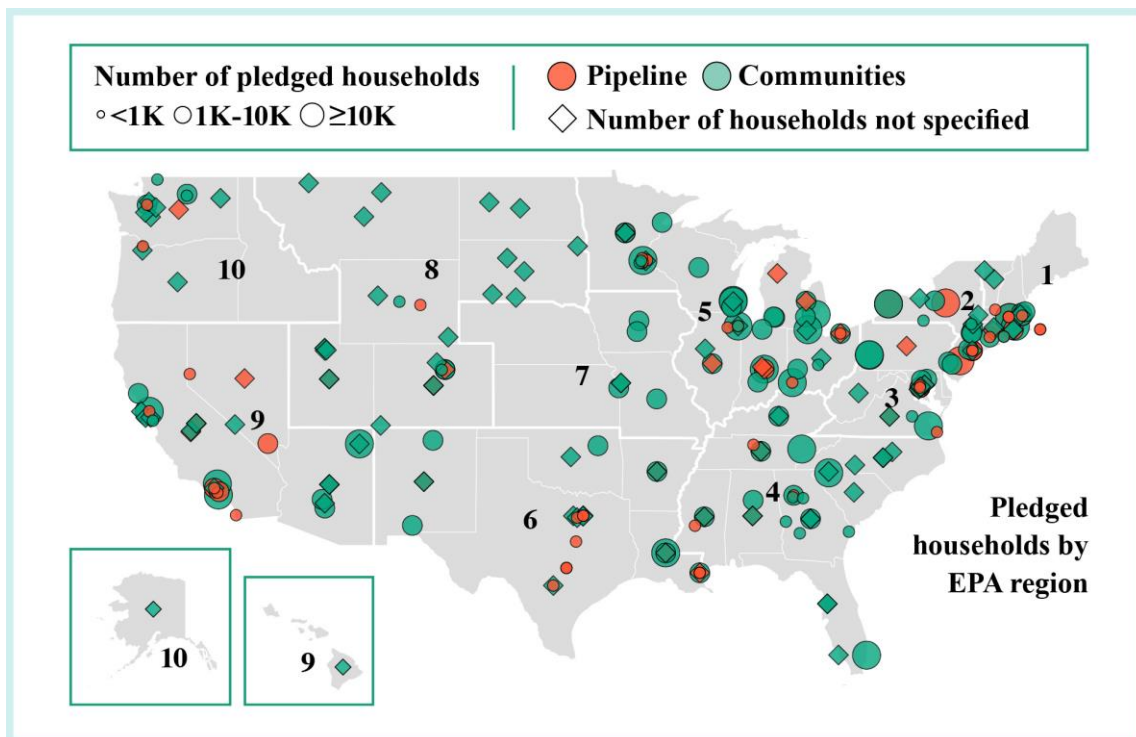 Number of pledged households
<1K 1K-10K ≥10K
Pipeline Communities
Number of households not specified
1
2
10
8
5
7
3
9
4
6
Pledged
households by
EPA region
10
9